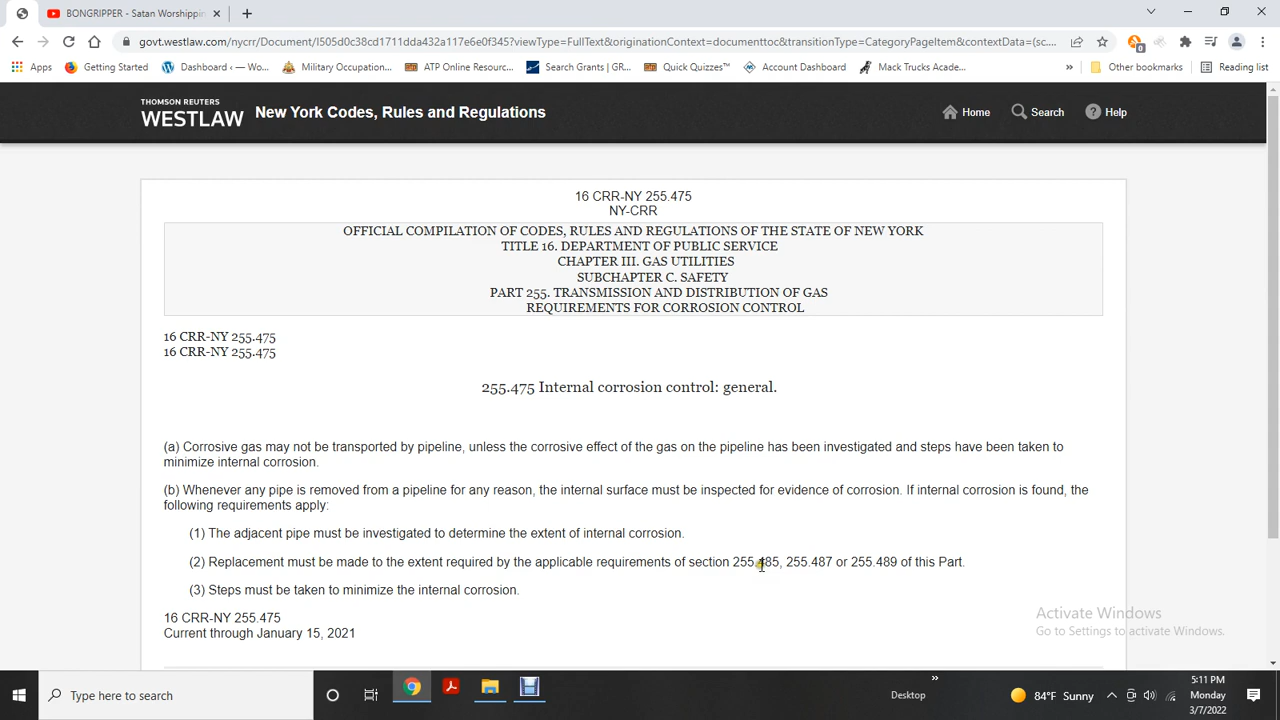 BONGRIPPER - Satan Worshippin
govt.westlaw.com/nycrr/Document/I505d0c38cd1711dda432a117e6e0f345?viewType=FullText&originationContext=documenttoc&transitionType=CategoryPageItem&contextData=(sc...
Apps
Getting Started
Dashboard ‹ — Wo...
Military Occupation...
ATP Online Resourc...
Search Grants | GR...
Quick Quizzes™
Account Dashboard
Mack Trucks Acade...
»
Other bookmarks
Reading list
THOMSON REUTERS
WESTLAW
New York Codes, Rules and Regulations
Home
Search
Help
16 CRR-NY 255.475
NY-CRR
OFFICIAL COMPILATION OF CODES, RULES AND REGULATIONS OF THE STATE OF NEW YORK
TITLE 16. DEPARTMENT OF PUBLIC SERVICE
CHAPTER III. GAS UTILITIES
SUBCHAPTER C. SAFETY
PART 255. TRANSMISSION AND DISTRIBUTION OF GAS
REQUIREMENTS FOR CORROSION CONTROL
16 CRR-NY 255.475
16 CRR-NY 255.475
255.475 Internal corrosion control: general.
(a) Corrosive gas may not be transported by pipeline, unless the corrosive effect of the gas on the pipeline has been investigated and steps have been taken to
minimize internal corrosion.
(b) Whenever any pipe is removed from a pipeline for any reason, the internal surface must be inspected for evidence of corrosion. If internal corrosion is found, the
following requirements apply:
(1) The adjacent pipe must be investigated to determine the extent of internal corrosion.
(2) Replacement must be made to the extent required by the applicable requirements of section 255.485, 255.487 or 255.489 of this Part.
(3) Steps must be taken to minimize the internal corrosion.
16 CRR-NY 255.475
Current through January 15, 2021
Activate Windows
Go to Settings to activate Windows.
Type here to search
Desktop
»
84°F Sunny
5:11 PM
Monday
3/7/2022